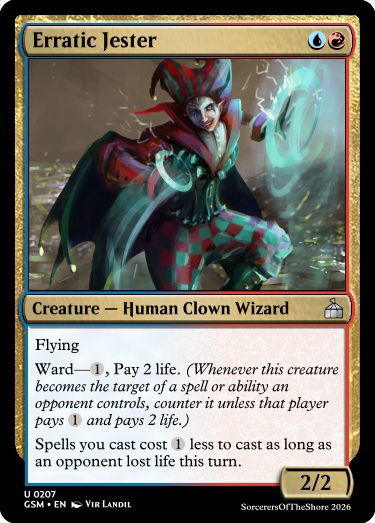 Erratic Jester
Creature — Human Clown Wizard
Flying
Ward—1, Pay 2 life. (Whenever this creature
becomes the target of a spell or ability an
opponent controls, counter it unless that player
pays 1 and pays 2 life.)
Spells you cast cost 1 less to cast as long as
an opponent lost life this turn.
2/2
U 0207
GSM • EN Vir Landil
SorcerersOfTheShore 2026